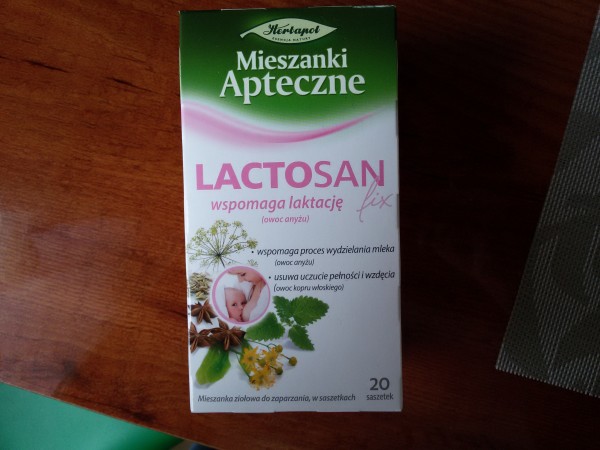 Herbapol
Mieszanki
Apteczne
LACTOSAN
fix
wspomaga laktację
(owoc anyżu)
• wspomaga proces wydzielania mleka
(owoc anyżu)
• usuwa uczucie pełności i wzdęcia
(owoc kopru włoskiego)
20
saszetek
Mieszanka ziołowa do zaparzania, w saszetkach